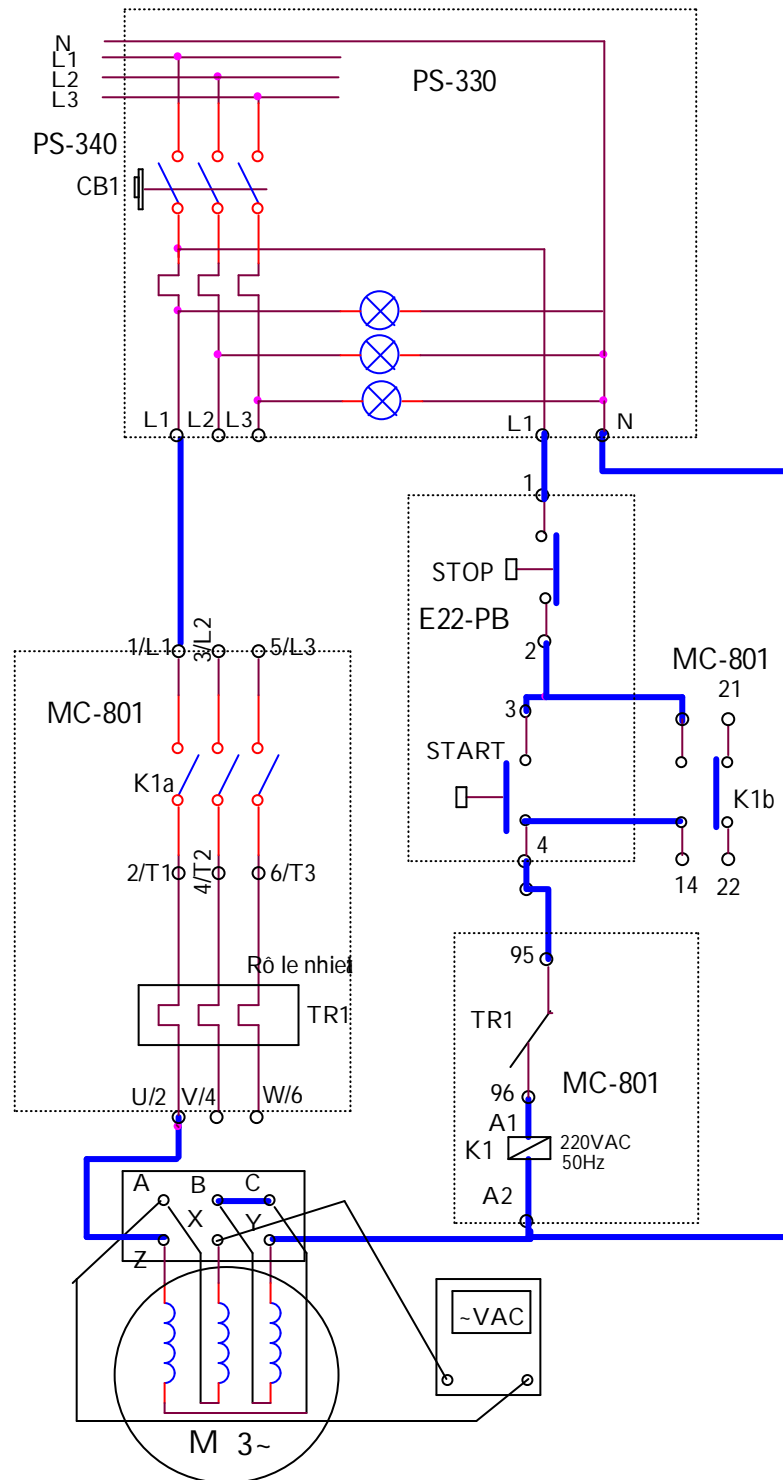 N
L1
L2
L3
PS-330
PS-340
CB1
L1 L2 L3
L1 N
1
STOP
E22-PB
2
1/L1 3/L2 5/L3
MC-801
MC-801
21
3
START
K1a
K1b
4
2/T1 4/T2 6/T3
14 22
95
Rô le nhiet
TR1
TR1
96
MC-801
A1
K1
220VAC
50Hz
A2
U/2 V/4 W/6
A B C
X Y
Z
~VAC
M 3~